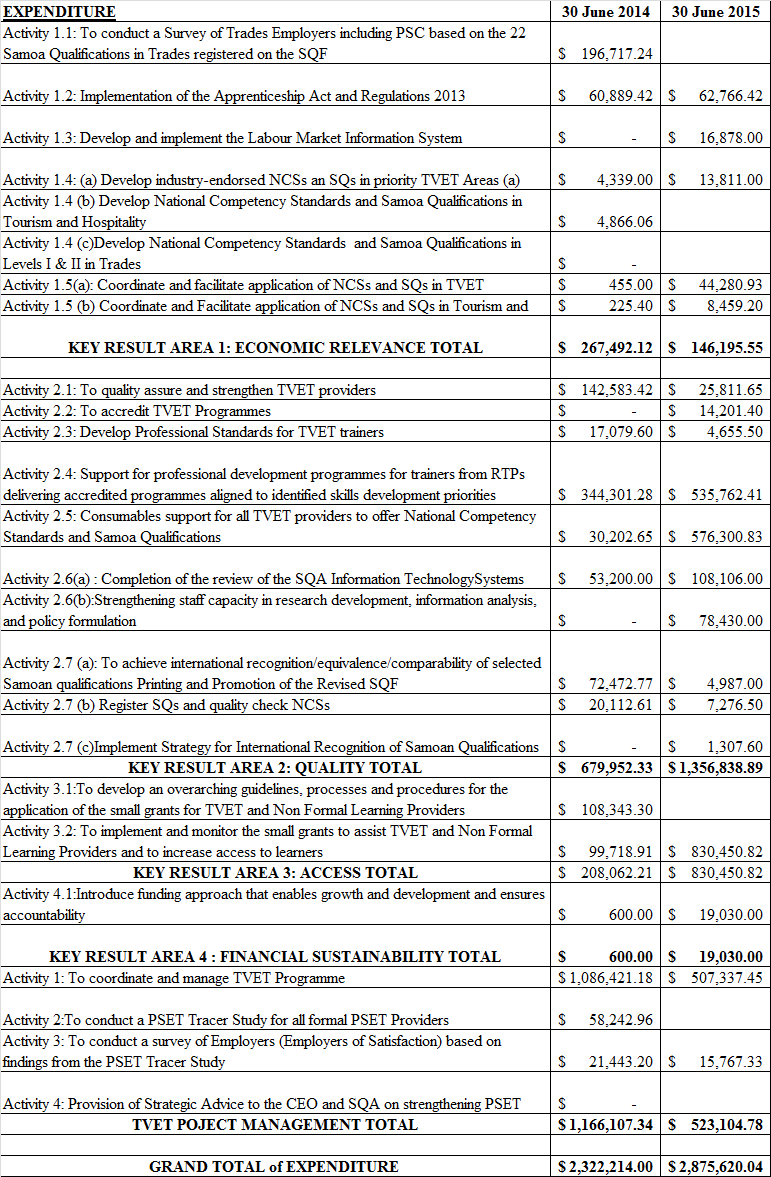 EXPENDITURE 30 June 2014 30 June 2015
Activity 1.1: To conduct a Survey of Trades Employers including PSC based on the 22
Samoa Qualifications in Trades registered on the SQF $ 196,717.24
Activity 1.2: Implementation of the Apprenticeship Act and Regulations 2013 $ 60,889.42 $ 62,766.42
Activity 1.3: Develop and implement the Labour Market Information System $ - $ 16,878.00
Activity 1.4: (a) Develop industry-endorsed NCSs an SQs in priority TVET Areas (a) $ 4,339.00 $ 13,811.00
Activity 1.4 (b) Develop National Competency Standards and Samoa Qualifications in
Tourism and Hospitality $ 4,866.06
Activity 1.4 (c)Develop National Competency Standards and Samoa Qualifications in
Levels I & II in Trades $ -
Activity 1.5(a): Coordinate and facilitate application of NCSs and SQs in TVET $ 455.00 $ 44,280.93
Activity 1.5 (b) Coordinate and Facilitate application of NCSs and SQs in Tourism and $ 225.40 $ 8,459.20
KEY RESULT AREA 1: ECONOMIC RELEVANCE TOTAL $ 267,492.12 $ 146,195.55
Activity 2.1: To quality assure and strengthen TVET providers $ 142,583.42 $ 25,811.65
Activity 2.2: To accredit TVET Programmes $ - $ 14,201.40
Activity 2.3: Develop Professional Standards for TVET trainers $ 17,079.60 $ 4,655.50
Activity 2.4: Support for professional development programmes for trainers from RTPs
delivering accredited programmes aligned to identified skills development priorities $ 344,301.28 $ 535,762.41
Activity 2.5: Consumables support for all TVET providers to offer National Competency
Standards and Samoa Qualifications $ 30,202.65 $ 576,300.83
Activity 2.6(a) : Completion of the review of the SQA Information TechnologySystems $ 53,200.00 $ 108,106.00
Activity 2.6(b):Strengthening staff capacity in research development, information analysis,
and policy formulation $ - $ 78,430.00
Activity 2.7 (a): To achieve international recognition/equivalence/comparability of selected
Samoan qualifications Printing and Promotion of the Revised SQF $ 72,472.77 $ 4,987.00
Activity 2.7 (b) Register SQs and quality check NCSs $ 20,112.61 $ 7,276.50
Activity 2.7 (c)Implement Strategy for International Recognition of Samoan Qualifications $ - $ 1,307.60
KEY RESULT AREA 2: QUALITY TOTAL $ 679,952.33 $ 1,356,838.89
Activity 3.1:To develop an overarching guidelines, processes and procedures for the
application of the small grants for TVET and Non Formal Learning Providers $ 108,343.30
Activity 3.2: To implement and monitor the small grants to assist TVET and Non Formal
Learning Providers and to increase access to learners $ 99,718.91 $ 830,450.82
KEY RESULT AREA 3: ACCESS TOTAL $ 208,062.21 $ 830,450.82
Activity 4.1:Introduce funding approach that enables growth and development and ensures
accountability $ 600.00 $ 19,030.00
KEY RESULT AREA 4 : FINANCIAL SUSTAINABILITY TOTAL $ 600.00 $ 19,030.00
Activity 1: To coordinate and manage TVET Programme $ 1,086,421.18 $ 507,337.45
Activity 2:To conduct a PSET Tracer Study for all formal PSET Providers $ 58,242.96
Activity 3: To conduct a survey of Employers (Employers of Satisfaction) based on
findings from the PSET Tracer Study $ 21,443.20 $ 15,767.33
Activity 4: Provision of Strategic Advice to the CEO and SQA on strengthening PSET $ -
TVET POJECT MANAGEMENT TOTAL $ 1,166,107.34 $ 523,104.78
GRAND TOTAL of EXPENDITURE $ 2,322,214.00 $ 2,875,620.04